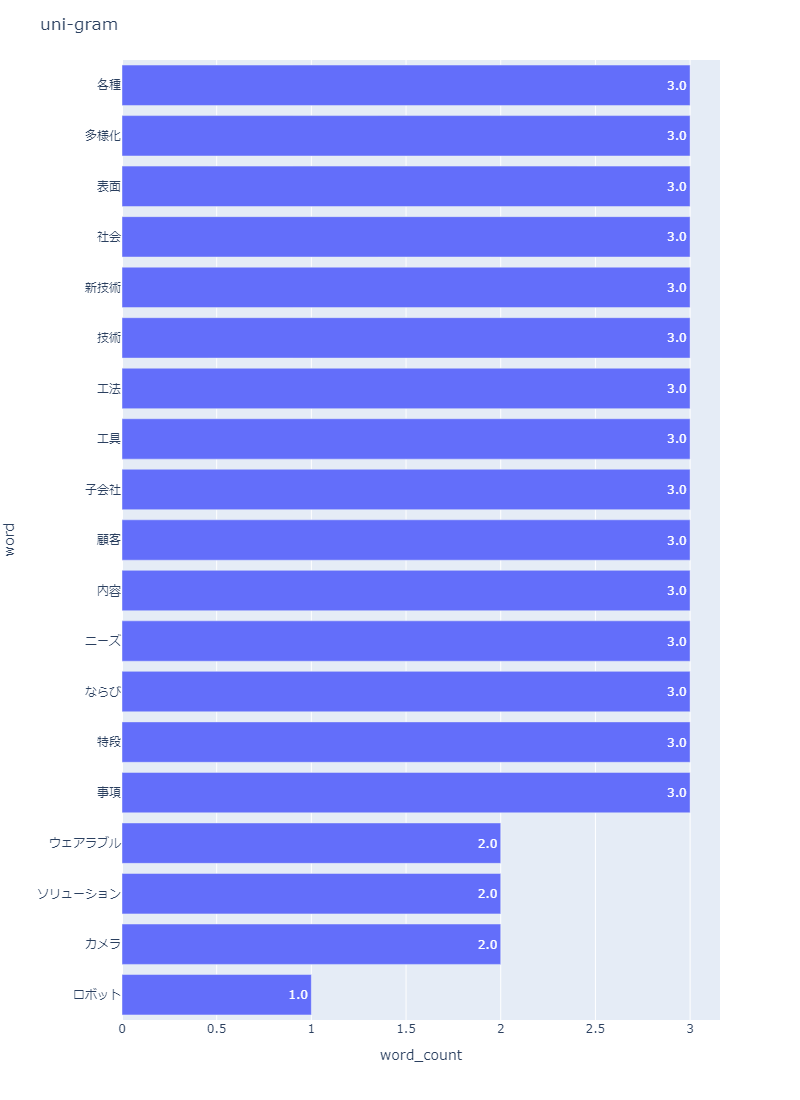 uni-gram
各種 3.0
多様化 3.0
表面 3.0
社会 3.0
新技術 3.0
技術 3.0
工法 3.0
工具 3.0
子会社 3.0
顧客 3.0
内容 3.0
ニーズ 3.0
ならび 3.0
特段 3.0
事項 3.0
ウェアラブル 2.0
ソリューション 2.0
カメラ 2.0
ロボット 1.0
word
0 0.5 1 1.5 2 2.5 3
word_count